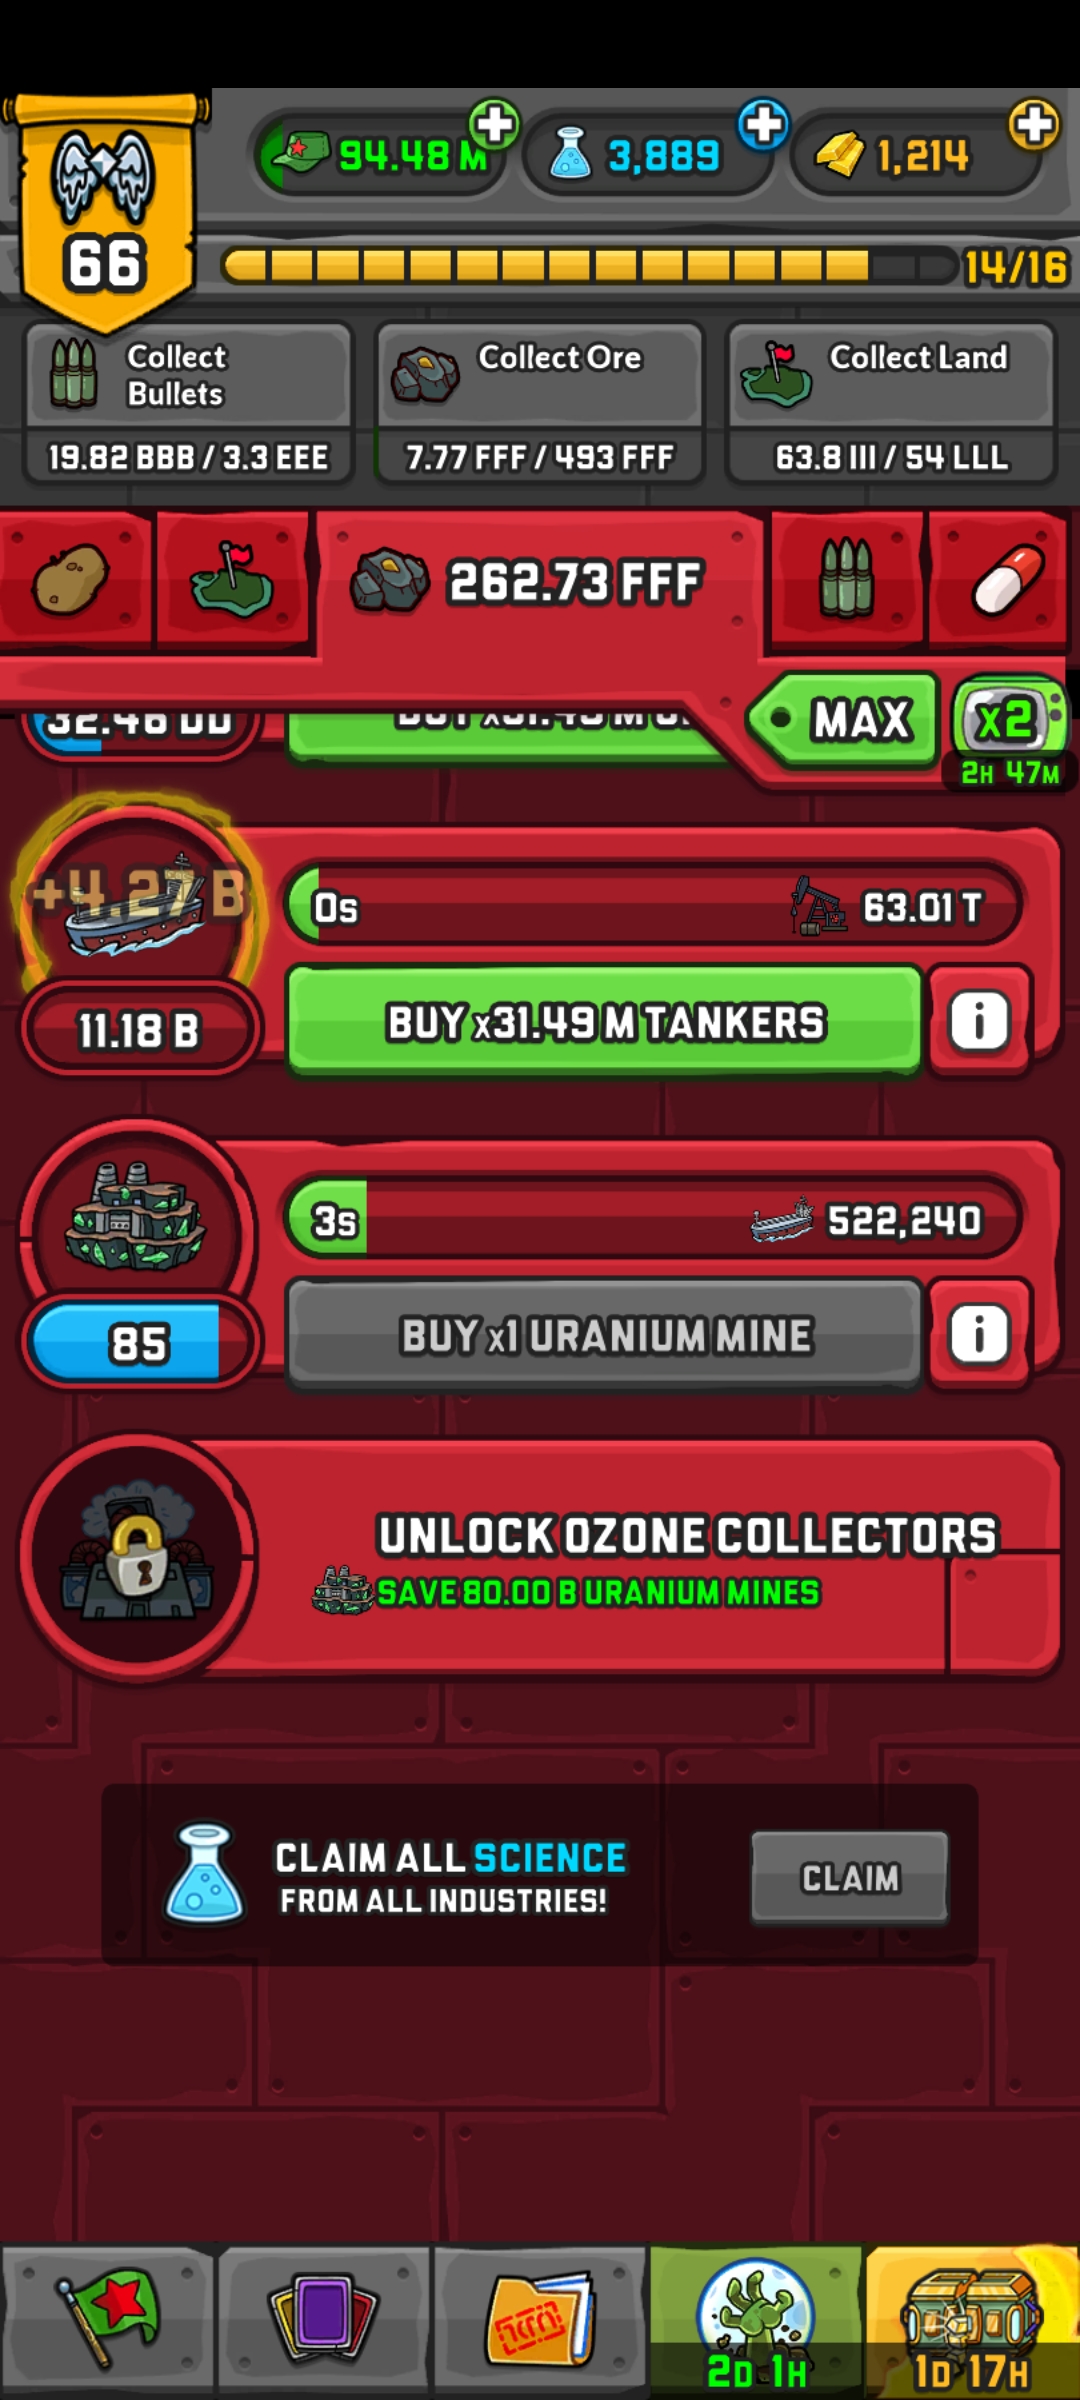 94.48 M
3,889
1,214
66
14/16
Collect
Bullets
Collect Ore
Collect Land
19.82 BBB / 3.3 EEE
7.77 FFF / 493 FFF
63.8 III / 54 LLL
262.73 FFF
MAX
x2
2H 47M
32.46 DD
+4.27 B
0s
63.01 T
11.18 B
BUY x31.49 M TANKERS
i
3s
522,240
85
BUY x1 URANIUM MINE
i
UNLOCK OZONE COLLECTORS
SAVE 80.00 B URANIUM MINES
CLAIM ALL SCIENCE
FROM ALL INDUSTRIES!
CLAIM
2D 1H
1D 17H